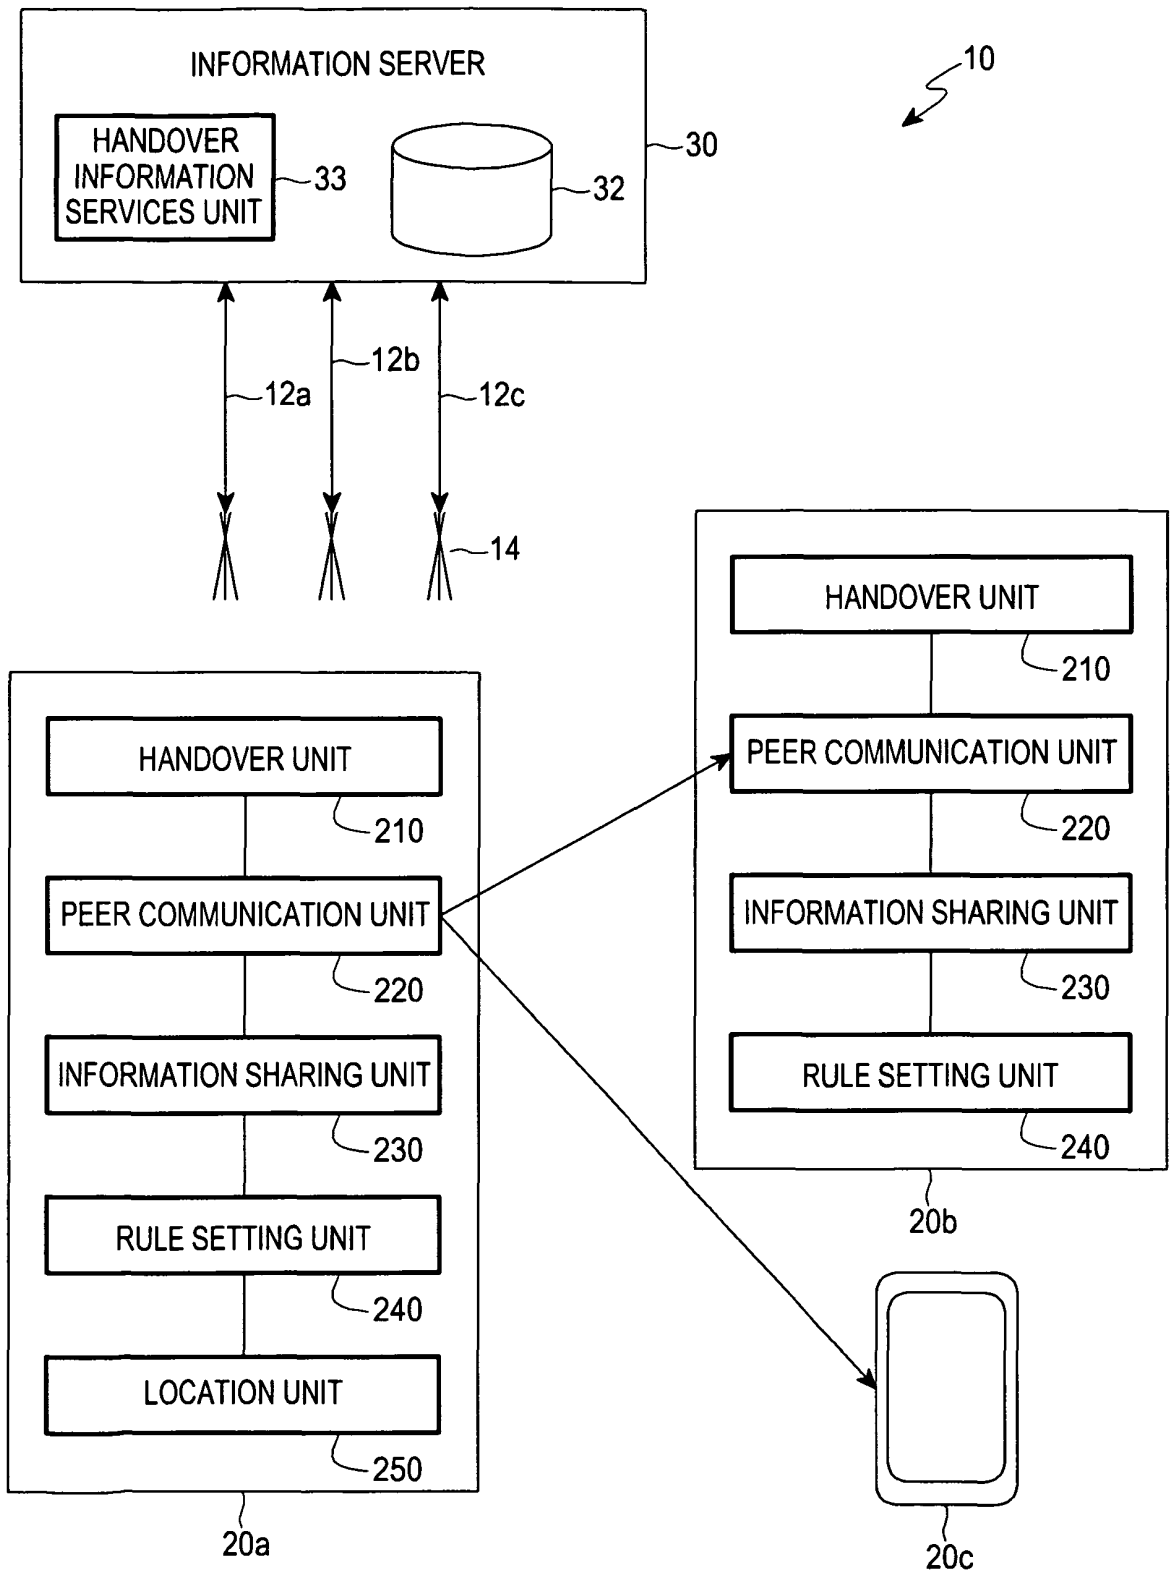 INFORMATION SERVER
10
HANDOVER
INFORMATION
SERVICES UNIT
33
32
30
12a
12b
12c
14
HANDOVER UNIT
210
PEER COMMUNICATION UNIT
220
INFORMATION SHARING UNIT
230
RULE SETTING UNIT
240
20b
HANDOVER UNIT
210
PEER COMMUNICATION UNIT
220
INFORMATION SHARING UNIT
230
RULE SETTING UNIT
240
LOCATION UNIT
250
20a
20c